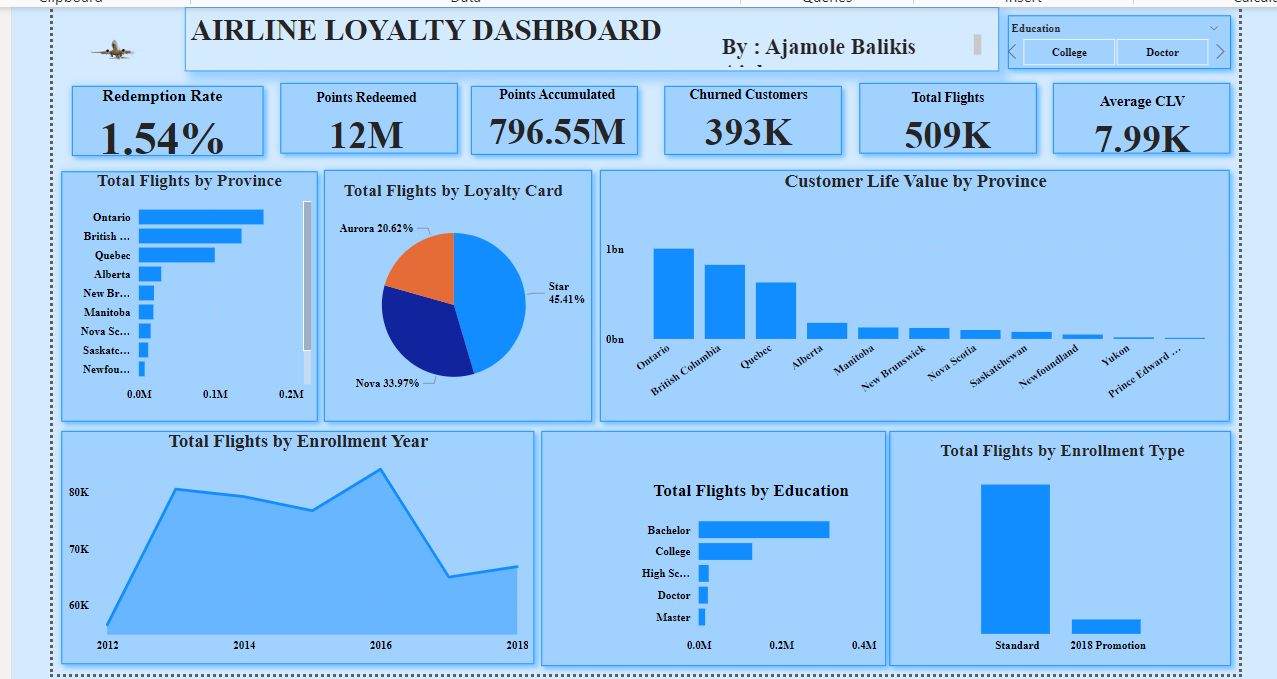 Clipboard
Data
Queries
Insert
AIRLINE LOYALTY DASHBOARD
By : Ajamole Balikis
Education
College
Doctor
Redemption Rate
1.54%
Points Redeemed
12M
Points Accumulated
796.55M
Churned Customers
393K
Total Flights
509K
Average CLV
7.99K
Total Flights by Province
Ontario
British ...
Quebec
Alberta
New Br...
Manitoba
Nova Sc...
Saskatc...
Newfou...
0.0M 0.1M 0.2M
Total Flights by Loyalty Card
Aurora 20.62%
Star
45.41%
Nova 33.97%
Customer Life Value by Province
1bn
0bn
Ontario
British Columbia
Quebec
Alberta
Manitoba
New Brunswick
Nova Scotia
Saskatchewan
Newfoundland
Yukon
Prince Edward ...
Total Flights by Enrollment Year
80K
70K
60K
2012 2014 2016 2018
Total Flights by Education
Bachelor
College
High Sc...
Doctor
Master
0.0M 0.2M 0.4M
Total Flights by Enrollment Type
Standard 2018 Promotion